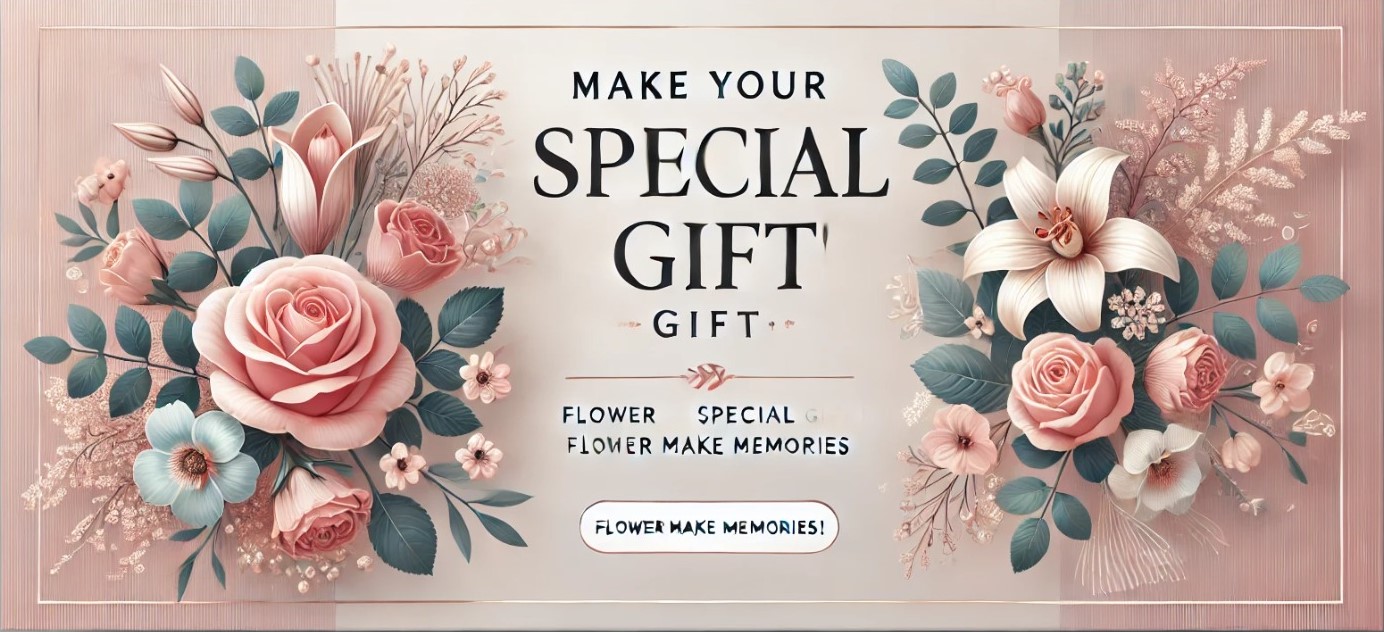 MAKE YOUR
SPECIAL
GIFT'
GIFT
FLOWER SPECIAL G
FLOWER MAKE MEMORIES
FLOWER MAKE MEMORIES!